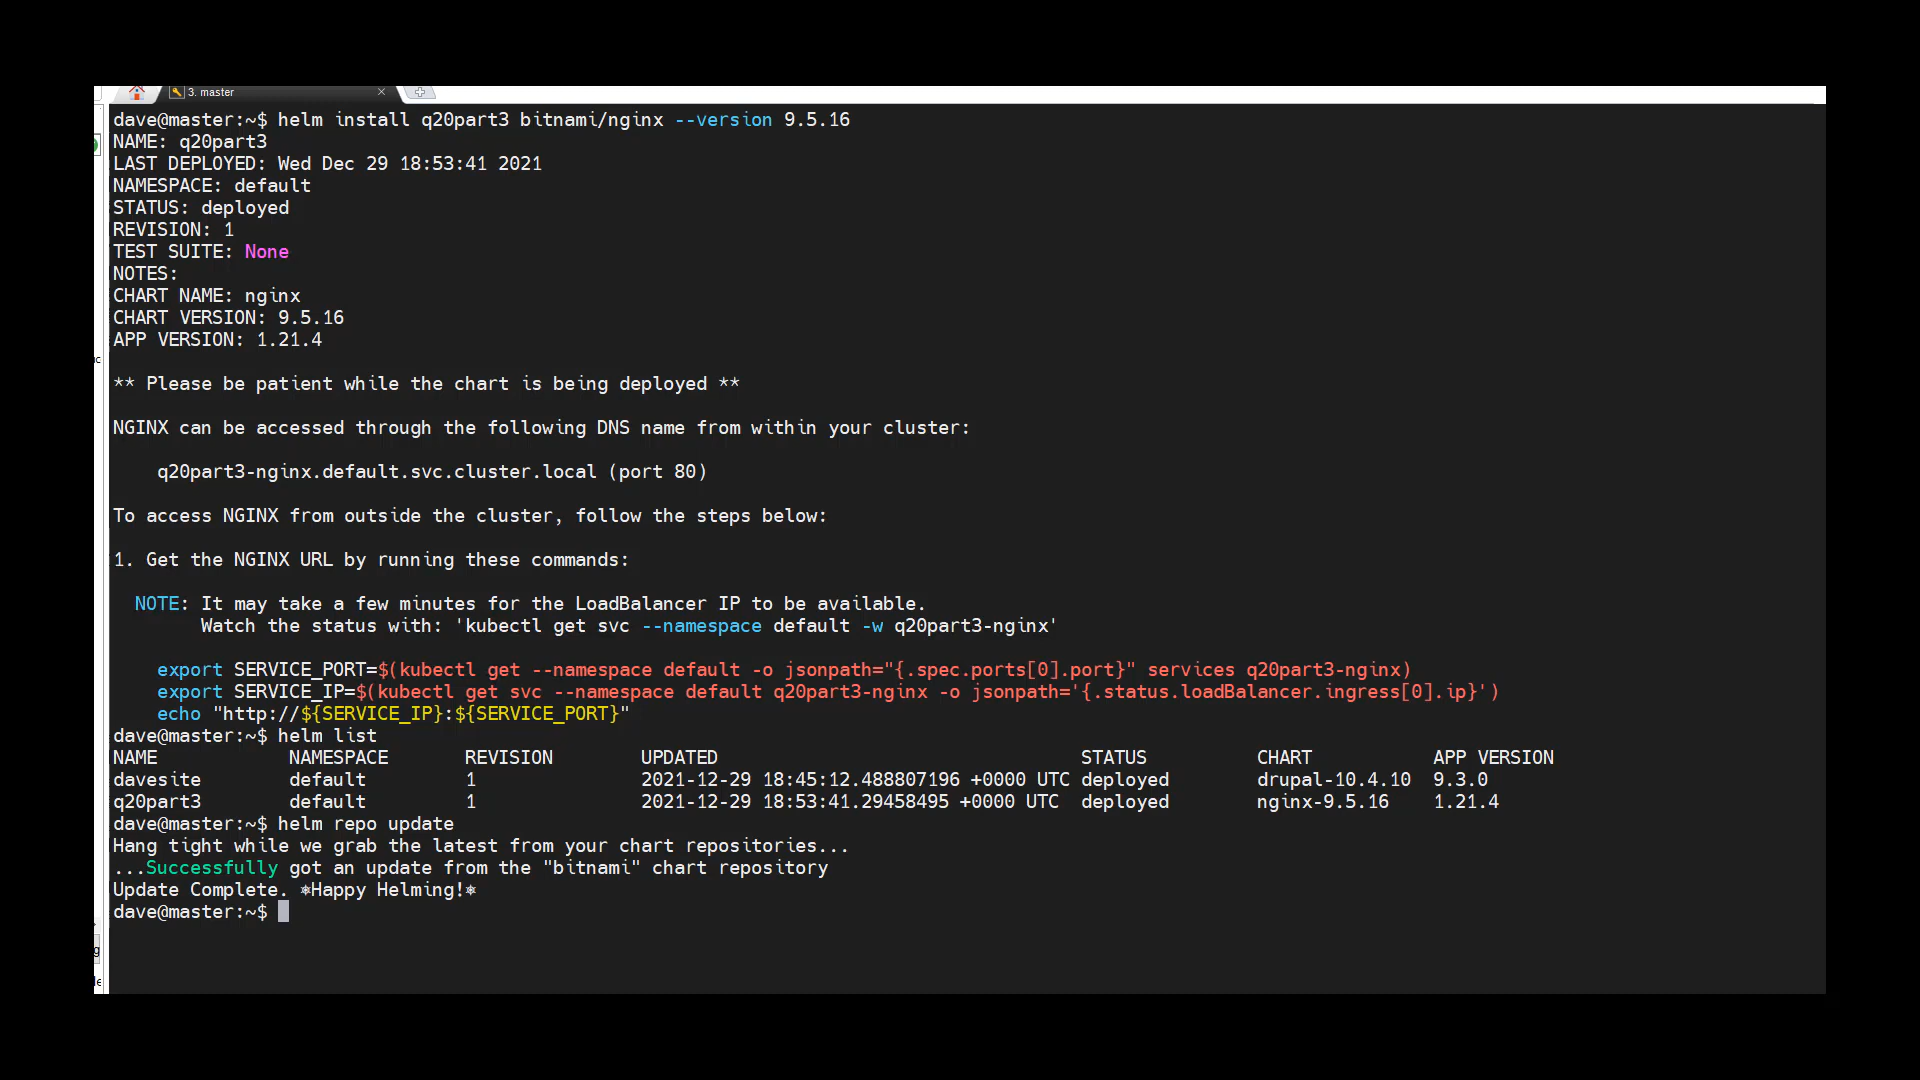 3. master
dave@master:~$ helm install q20part3 bitnami/nginx --version 9.5.16
NAME: q20part3
LAST DEPLOYED: Wed Dec 29 18:53:41 2021
NAMESPACE: default
STATUS: deployed
REVISION: 1
TEST SUITE: None
NOTES:
CHART NAME: nginx
CHART VERSION: 9.5.16
APP VERSION: 1.21.4
** Please be patient while the chart is being deployed **
NGINX can be accessed through the following DNS name from within your cluster:
q20part3-nginx.default.svc.cluster.local (port 80)
To access NGINX from outside the cluster, follow the steps below:
1. Get the NGINX URL by running these commands:
NOTE: It may take a few minutes for the LoadBalancer IP to be available.
Watch the status with: 'kubectl get svc --namespace default -w q20part3-nginx'
export SERVICE_PORT=$(kubectl get --namespace default -o jsonpath="{.spec.ports[0].port}" services q20part3-nginx)
export SERVICE_IP=$(kubectl get svc --namespace default q20part3-nginx -o jsonpath='{.status.loadBalancer.ingress[0].ip}')
echo "http://${SERVICE_IP}:${SERVICE_PORT}"
dave@master:~$ helm list
NAME NAMESPACE REVISION UPDATED STATUS CHART APP VERSION
davesite default 1 2021-12-29 18:45:12.488807196 +0000 UTC deployed drupal-10.4.10 9.3.0
q20part3 default 1 2021-12-29 18:53:41.29458495 +0000 UTC deployed nginx-9.5.16 1.21.4
dave@master:~$ helm repo update
Hang tight while we grab the latest from your chart repositories...
...Successfully got an update from the "bitnami" chart repository
Update Complete. ⎈Happy Helming!⎈
dave@master:~$